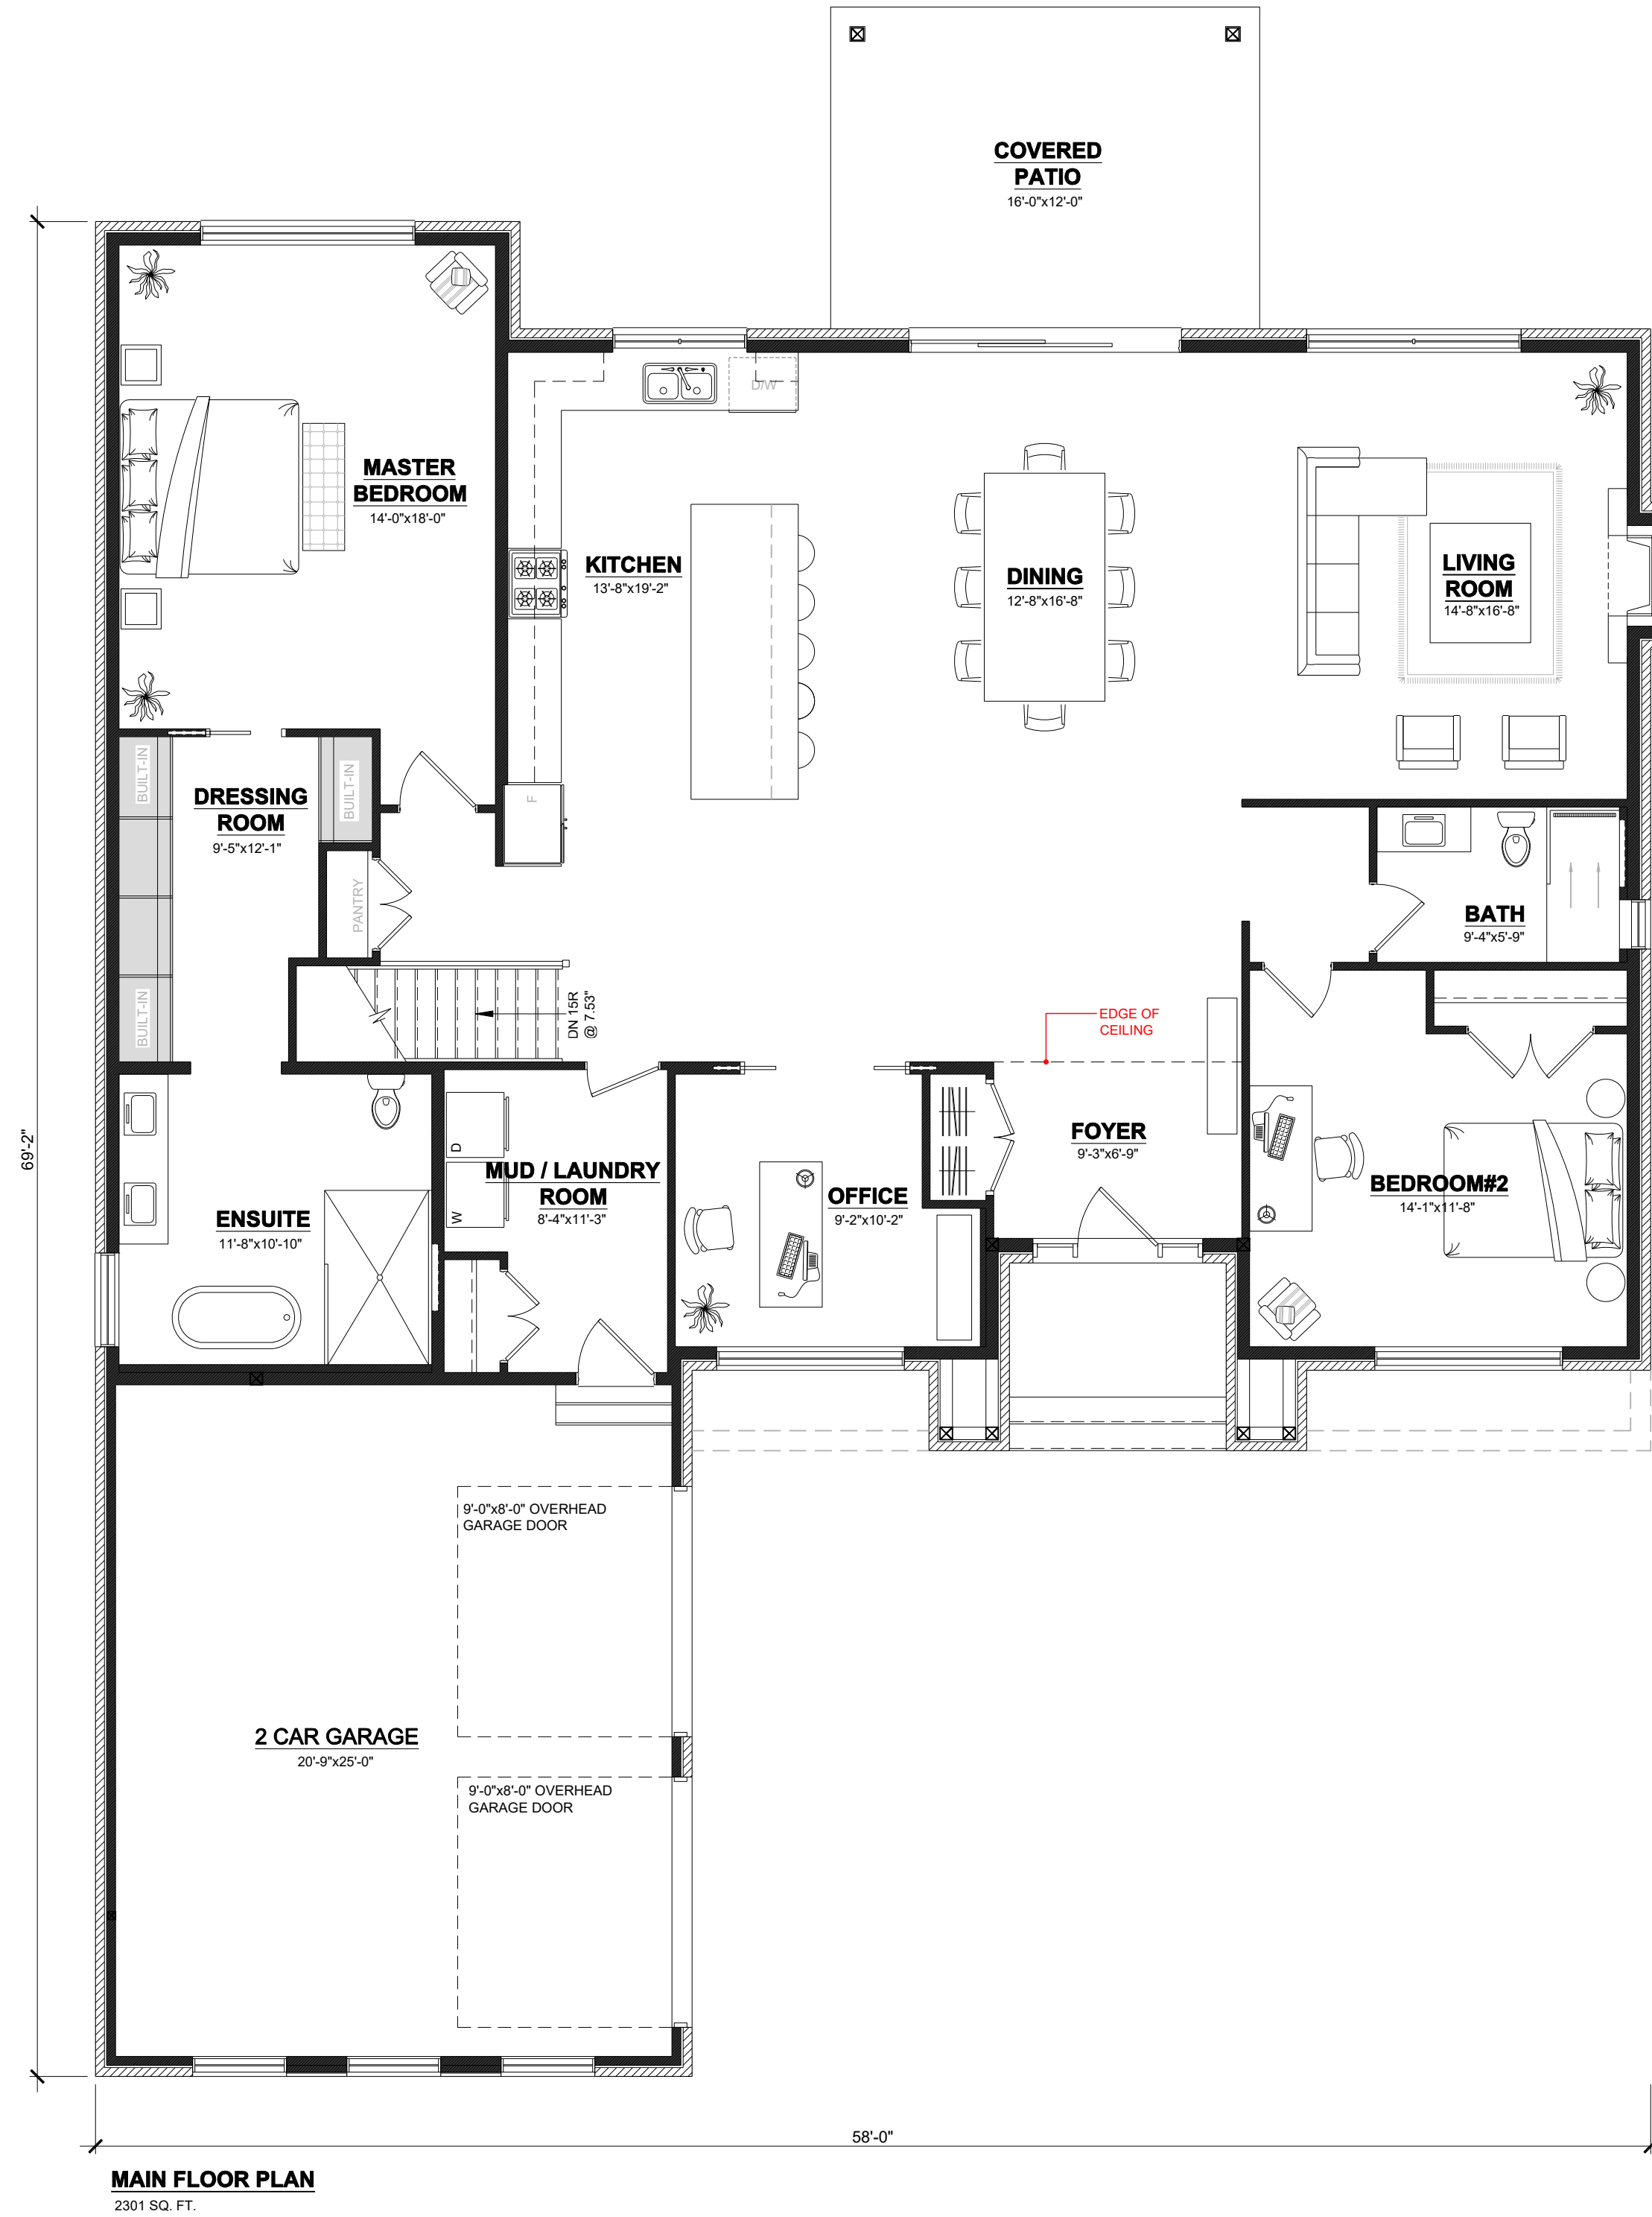 COVERED
PATIO
16'-0"x12'-0"
MASTER
BEDROOM
14'-0"x18'-0"
D/W
KITCHEN
13'-8"x19'-2"
DINING
12'-8"x16'-8"
LIVING
ROOM
14'-8"x16'-8"
BUILT-IN
BUILT-IN
DRESSING
ROOM
9'-5"x12'-1"
F
PANTRY
BATH
9'-4"x5'-9"
BUILT-IN
DN 15R
@ 7.53"
EDGE OF
CEILING
69'-2"
D
W
MUD / LAUNDRY
ROOM
8'-4"x11'-3"
FOYER
9'-3"x6'-9"
OFFICE
9'-2"x10'-2"
BEDROOM#2
14'-1"x11'-8"
ENSUITE
11'-8"x10'-10"
9'-0"x8'-0" OVERHEAD
GARAGE DOOR
2 CAR GARAGE
20'-9"x25'-0"
9'-0"x8'-0" OVERHEAD
GARAGE DOOR
58'-0"
MAIN FLOOR PLAN
2301 SQ. FT.